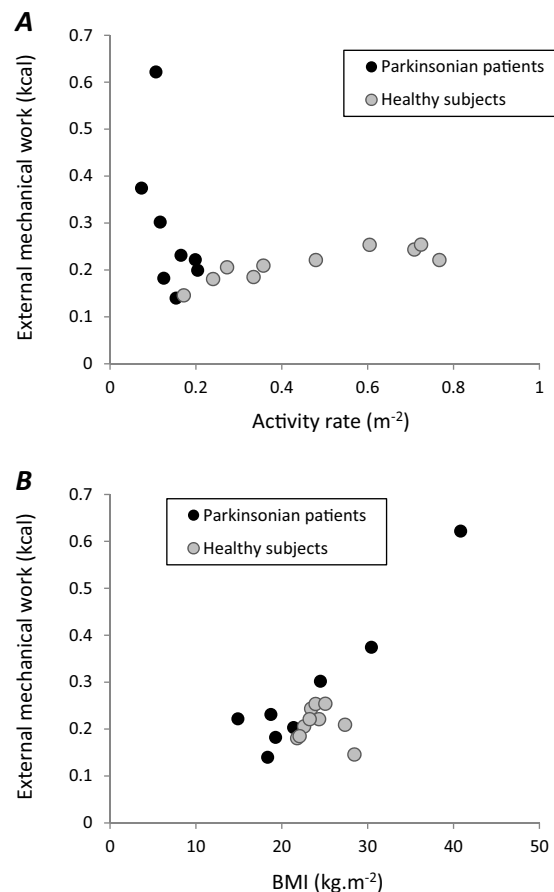 A
External mechanical work (kcal)
0.7
0.6
0.5
0.4
0.3
0.2
0.1
0
Parkinsonian patients
Healthy subjects
0 0.2 0.4 0.6 0.8 1
Activity rate (m-2)
B
External mechanical work (kcal)
0.7
0.6
0.5
0.4
0.3
0.2
0.1
0
Parkinsonian patients
Healthy subjects
0 10 20 30 40 50
BMI (kg.m-2)